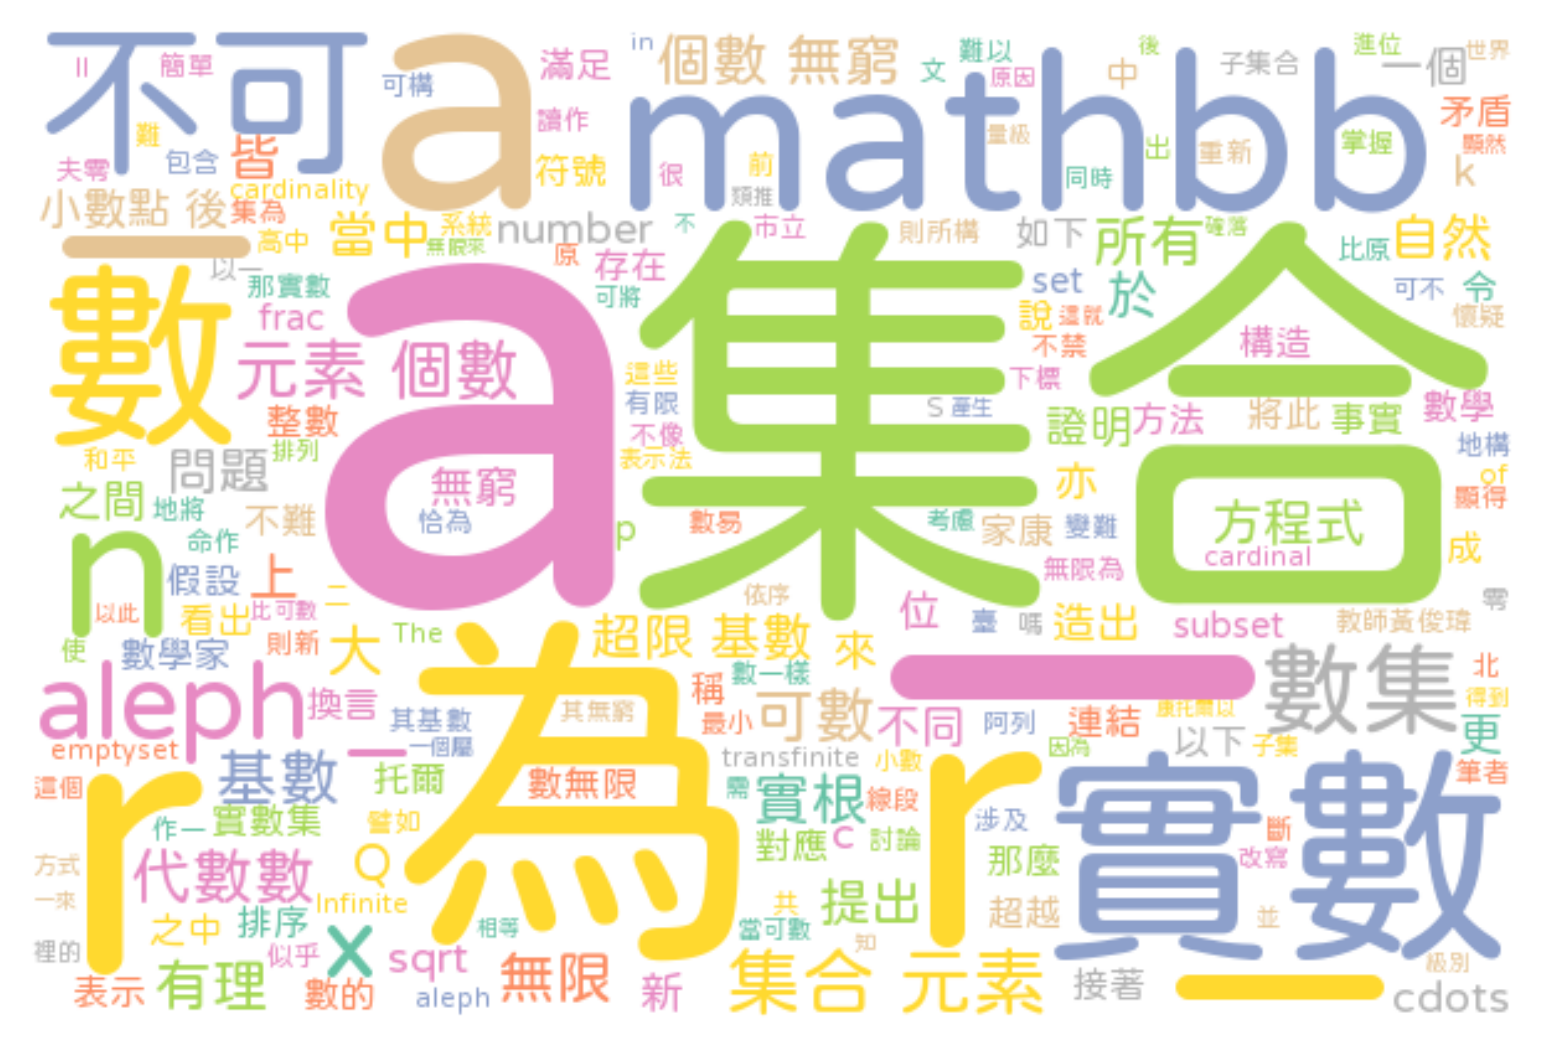 不可 a mathbb
II 簡單 可構 滿足 in 個數 無窮 文 難以 原因 中 後 子集合 進位 一個 世界
夫零 難 包含 皆 讀作 符號 很 前 量級 同時 出 重新 掌握 矛盾 顯然 k
小數點 後 cardinality 集為 類推
一 高中 當中 系統 無限來 number 原 存在 不 市立 則所構 如下 所有 確落 比原 自然
以一 那實數 可將 set 於 可不 令 懷疑
數 frac a 集合 說 這就 不禁 構造
元素 個數 這些 下標
整數 有限 S 產生 證明 方法 將此 事實 數學
和平 問題 排列 不像 表示法 地構 of
之間 地將 不難 無窮 恰為 數易 考慮 家康 亦 變難 方程式 顯得
n 命作 p cardinal 成
假設 上 二 依序 無限為 零
以此 看出 比可數 位 臺 嗎 造出 subset 教師黃俊瑋
使 數學家 則新 大 The 為 超限 基數 來 數集 北
aleph 換言 其基數 其無窮 稱 數一樣 一 得到
emptyset 一 一個屬 最小 可數 不同 阿列 連結 康托爾以 更
這個 r 基數 托爾 數無限 transfinite 小數 r 因為 以下 子集 筆者
作一 實數集 譬如 需 實根 線段 涉及 實數 斷
方式 代數數 Q 對應 c 討論 那麼 改寫
一來 Infinite 共 提出 超越 並
之中 排序 相等 當可數
裡的 似乎 x sqrt 知 級別
表示 有理 數的 aleph 無限 新 集合 元素 接著 一 cdots